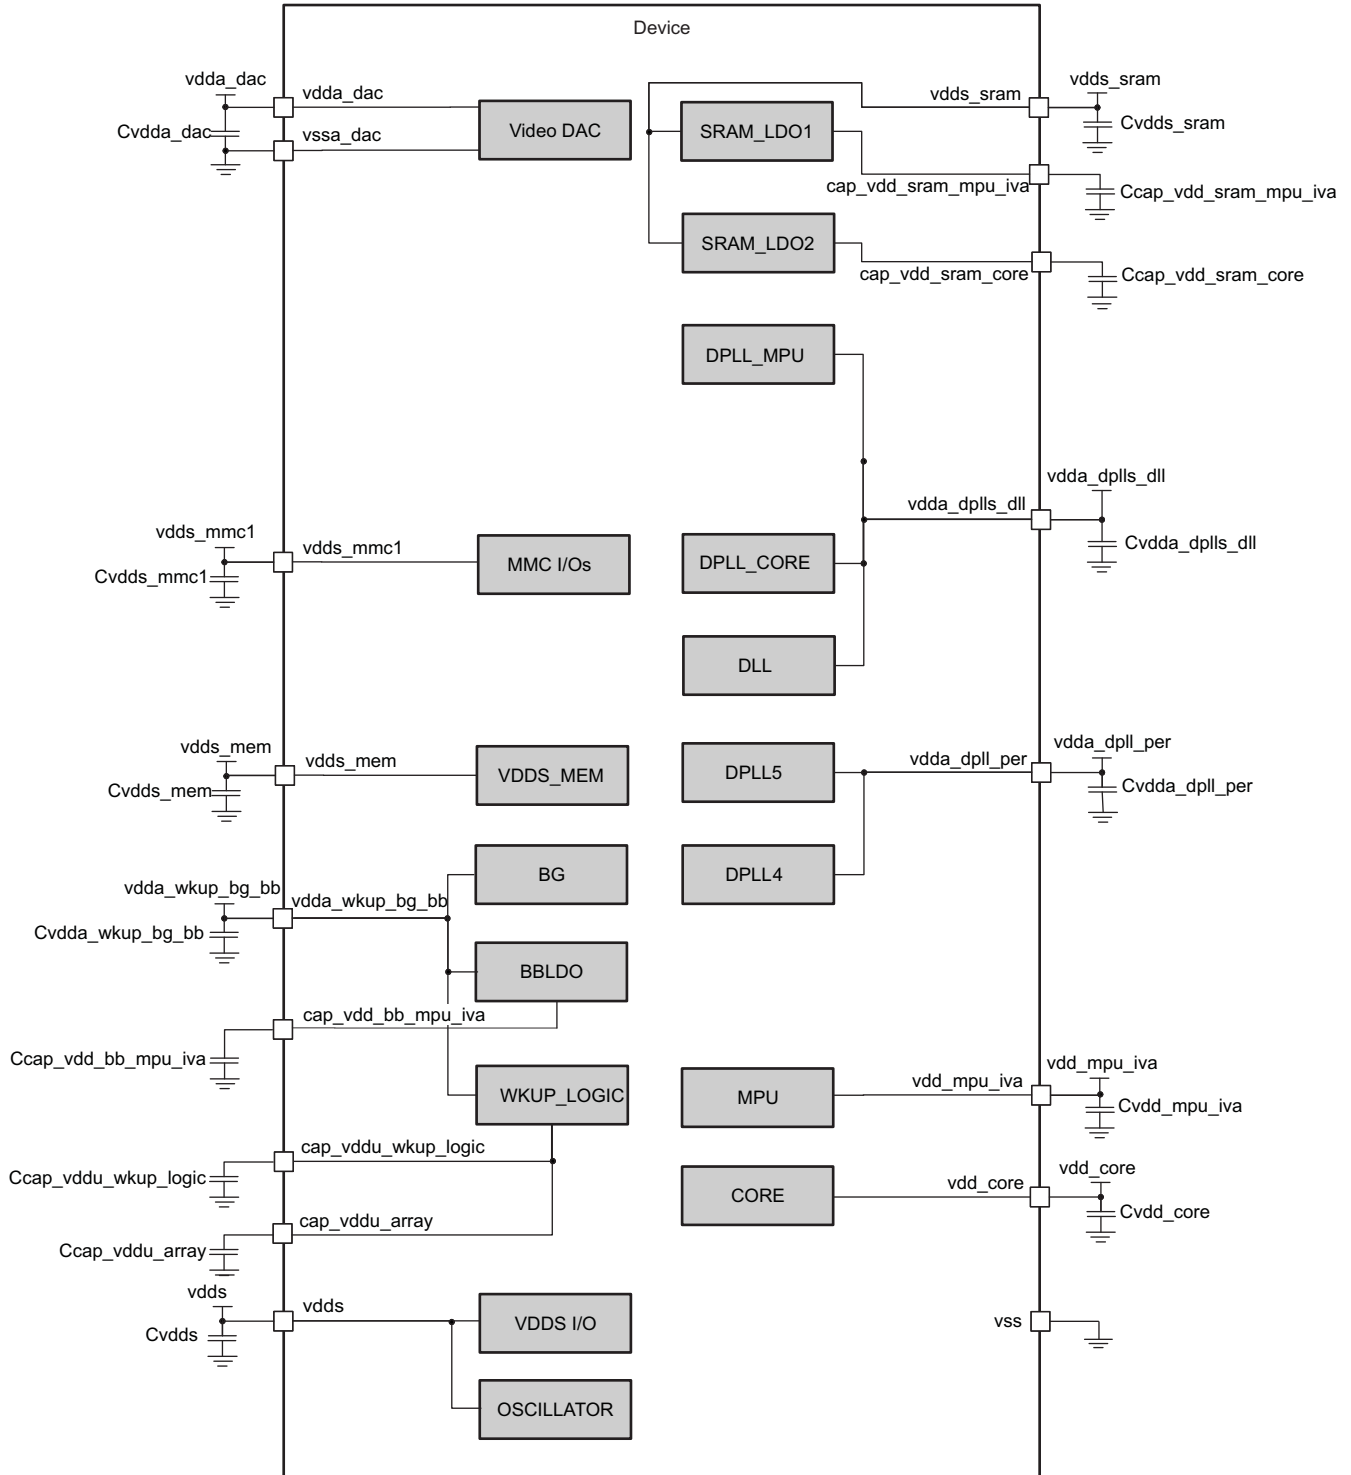 Device
vdda_dac
vdda_dac
Cvdda_dac
vssa_dac
Video DAC
vdds_sram
vdds_sram
Cvdds_sram
SRAM_LDO1
cap_vdd_sram_mpu_iva
Ccap_vdd_sram_mpu_iva
SRAM_LDO2
cap_vdd_sram_core
Ccap_vdd_sram_core
DPLL_MPU
vdda_dplls_dll
vdda_dplls_dll
Cvdda_dplls_dll
vdds_mmc1
vdds_mmc1
Cvdds_mmc1
MMC I/Os
DPLL_CORE
DLL
vdds_mem
vdds_mem
Cvdds_mem
VDDS_MEM
DPLL5
vdda_dpll_per
vdda_dpll_per
Cvdda_dpll_per
BG
DPLL4
vdda_wkup_bg_bb
vdda_wkup_bg_bb
Cvdda_wkup_bg_bb
BBLDO
cap_vdd_bb_mpu_iva
Ccap_vdd_bb_mpu_iva
WKUP_LOGIC
MPU
vdd_mpu_iva
vdd_mpu_iva
Cvdd_mpu_iva
cap_vddu_wkup_logic
Ccap_vddu_wkup_logic
CORE
vdd_core
vdd_core
Cvdd_core
cap_vddu_array
Ccap_vddu_array
vdds
vdds
Cvdds
VDDS I/O
vss
OSCILLATOR